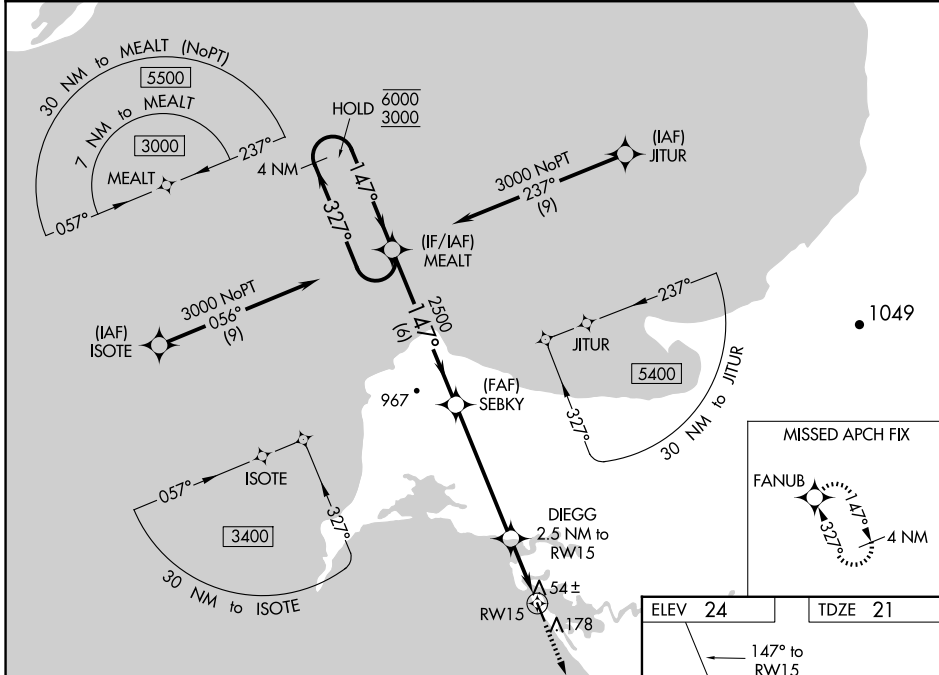 30 NM to MEALT (NoPT)
5500
7 NM to MEALT
3000
237°
MEALT
057°
HOLD
6000
3000
4 NM
147°
327°
(IAF)
JITUR
3000 NoPT
237°
(9)
(IF/IAF)
MEALT
3000 NoPT
056°
(9)
(IAF)
ISOTE
2500
147°
(6)
237°
JITUR
5400
327°
30 NM to JITUR
1049
967
(FAF)
SEBKY
ISOTE
057°
327°
3400
30 NM to ISOTE
MISSED APCH FIX
FANUB
147°
327°
4 NM
DIEGG
2.5 NM to
RW15
54 ±
RW15
178
ELEV 24
TDZE 21
147° to
RW15